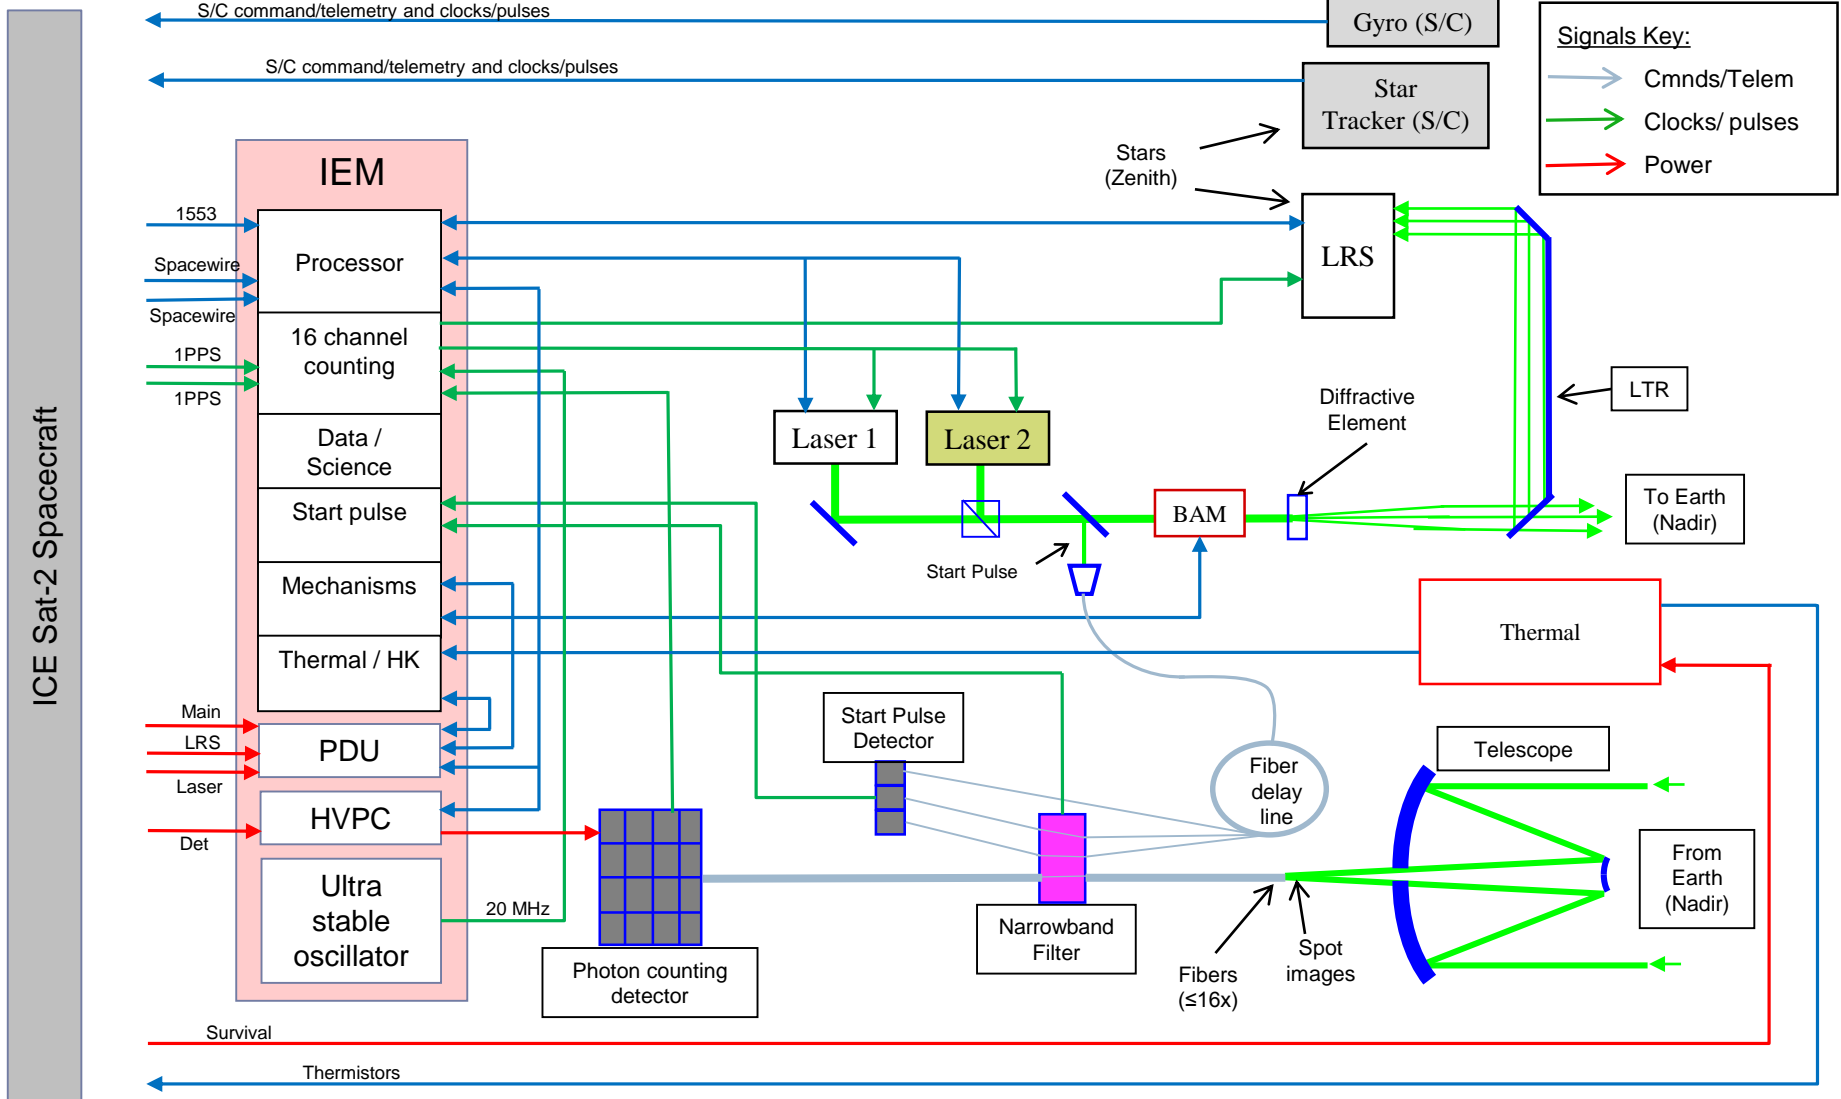 S/C command/telemetry and clocks/pulses
Gyro (S/C)
S/C command/telemetry and clocks/pulses
Star
Tracker (S/C)
Signals Key:
Cmnds/Telem
Clocks/ pulses
Power
Stars
(Zenith)
ICE Sat-2 Spacecraft
IEM
1553
Spacewire
Spacewire
1PPS
1PPS
Processor
16 channel
counting
Data /
Science
Start pulse
Mechanisms
Thermal / HK
Main
LRS
Laser
PDU
Det
HVPC
Ultra
stable
oscillator
20 MHz
LRS
LTR
Laser 1
Laser 2
Diffractive
Element
BAM
To Earth
(Nadir)
Start Pulse
Thermal
Start Pulse
Detector
Fiber
delay
line
Telescope
From
Earth
(Nadir)
Narrowband
Filter
Photon counting
detector
Fibers
(≤16x)
Spot
images
Survival
Thermistors